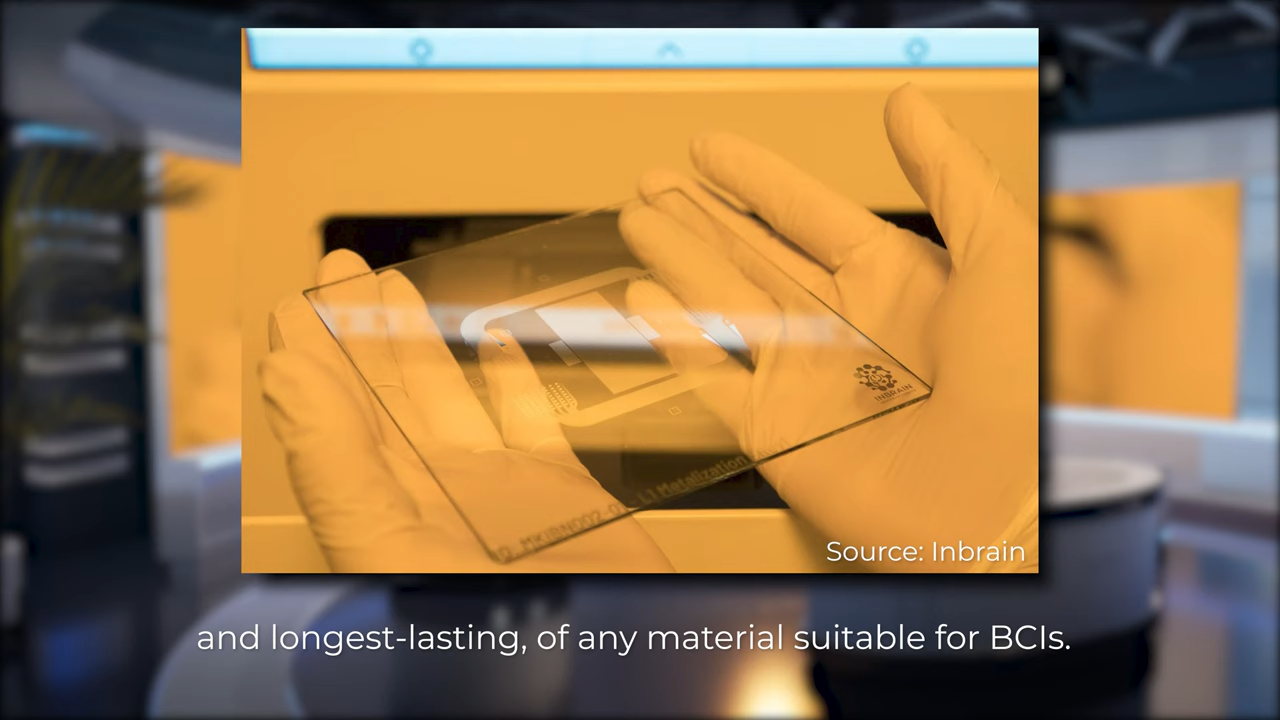 INBRAIN
L1 Metalization
Source: Inbrain
and longest-lasting, of any material suitable for BCIs.